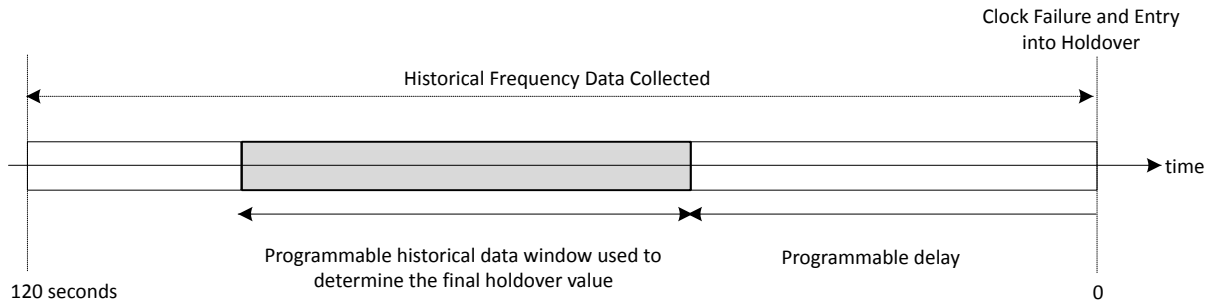 Clock Failure and Entry
into Holdover
Historical Frequency Data Collected
time
Programmable historical data window used to
determine the final holdover value
Programmable delay
120 seconds
0